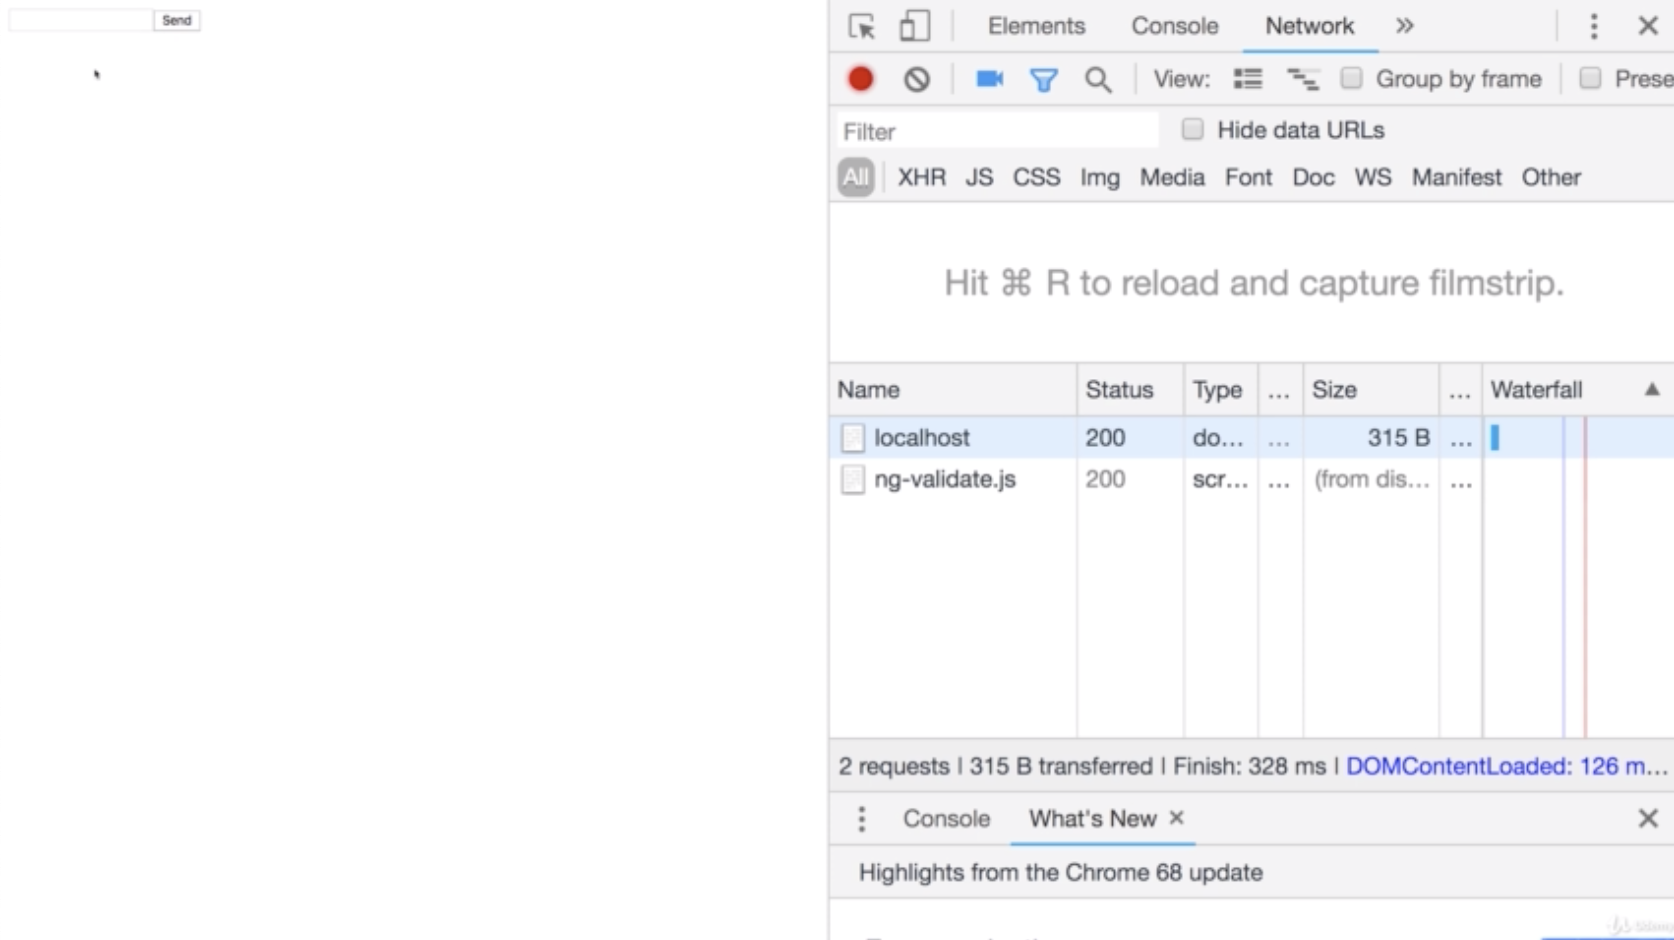 Send
Elements Console Network »
View: Group by frame Prese
Filter Hide data URLs
All XHR JS CSS Img Media Font Doc WS Manifest Other
Hit ⌘ R to reload and capture filmstrip.
Name Status Type ... Size ... Waterfall ▲
localhost 200 do... ... 315 B ...
ng-validate.js 200 scr... ... (from dis... ...
2 requests | 315 B transferred | Finish: 328 ms | DOMContentLoaded: 126 m...
Console What's New ×
Highlights from the Chrome 68 update